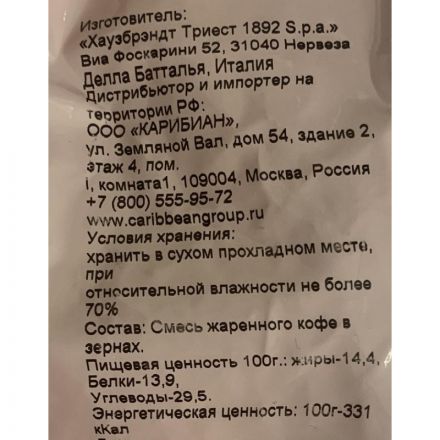 Изготовитель:
«Хаузбрэндт Триест 1892 S.p.a.»
Виа Фоскарини 52, 31040 Нервеза
Делла Батталья, Италия
Дистрибьютор и импортер на
территории РФ:
ООО «КАРИБИАН»,
ул. Земляной Вал, дом 54, здание 2,
этаж 4, пом.
i, комната1, 109004, Москва, Россия
+7 (800) 555-95-72
www.caribbeangroup.ru
Условия хранения:
хранить в сухом прохладном месте,
при
относительной влажности не более
70%
Состав: Смесь жаренного кофе в
зернах.
Пищевая ценность 100г.: жиры-14,4,
Белки-13,9,
Углеводы-29,5.
Энергетическая ценность: 100г-331
кКал